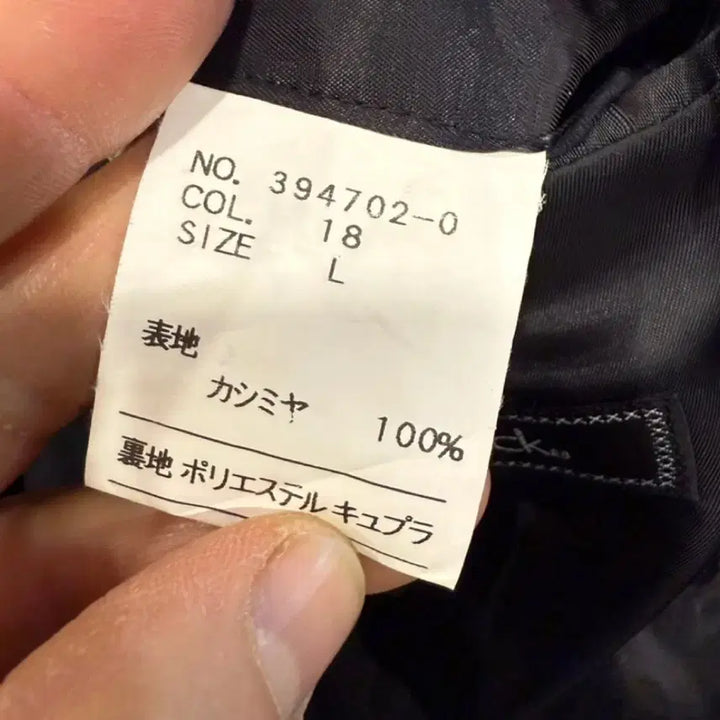 NO. 394702-0
COL. 18
SIZE L
表地
カシミヤ 100%
裏地 ポリエステル キュプラ